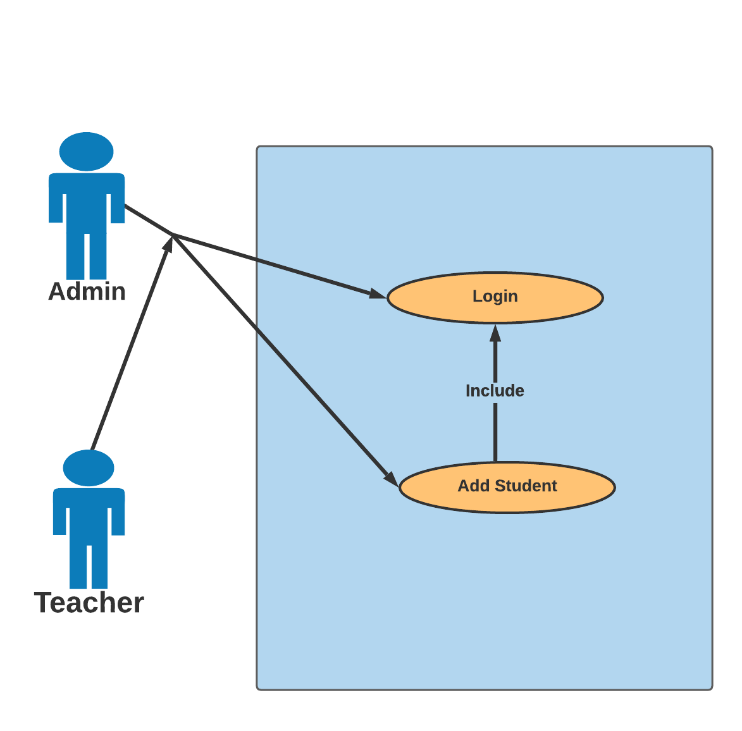 Admin
Login
Include
Add Student
Teacher